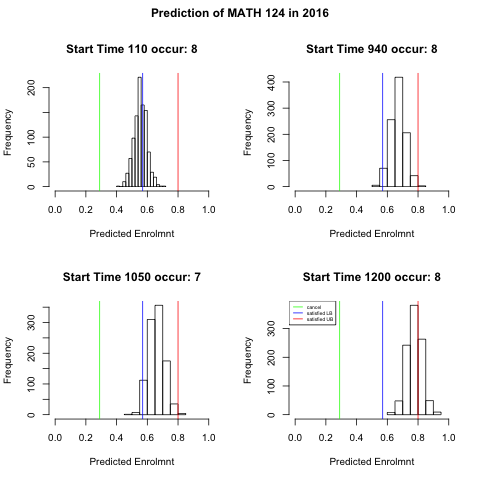 Prediction of MATH 124 in 2016
Start Time 110 occur: 8
Frequency
0
50
100
200
0.0 0.2 0.4 0.6 0.8 1.0
Predicted Enrolmnt
Start Time 940 occur: 8
Frequency
0
100
200
300
400
0.0 0.2 0.4 0.6 0.8 1.0
Predicted Enrolmnt
Start Time 1050 occur: 7
Frequency
0
100
200
300
0.0 0.2 0.4 0.6 0.8 1.0
Predicted Enrolmnt
Start Time 1200 occur: 8
cancel
satisfied LB
satisfied UB
Frequency
0
100
200
300
0.0 0.2 0.4 0.6 0.8 1.0
Predicted Enrolmnt